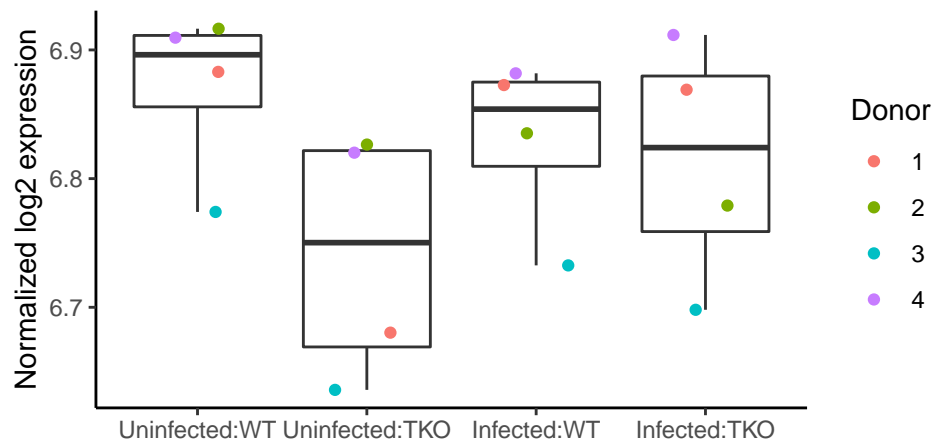 Normalized log2 expression
6.9
6.8
6.7
Uninfected:WT Uninfected:TKO Infected:WT Infected:TKO
Donor
1
2
3
4